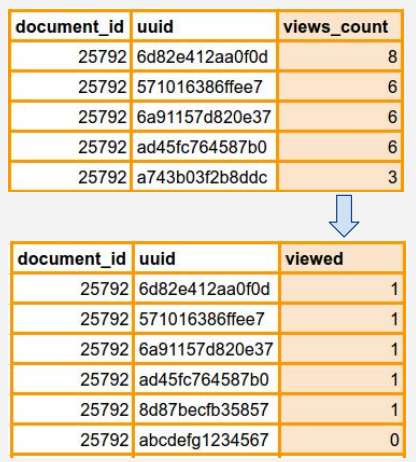 document_id uuid views_count
25792 6d82e412aa0f0d 8
25792 571016386ffee7 6
25792 6a91157d820e37 6
25792 ad45fc764587b0 6
25792 a743b03f2b8ddc 3
document_id uuid viewed
25792 6d82e412aa0f0d 1
25792 571016386ffee7 1
25792 6a91157d820e37 1
25792 ad45fc764587b0 1
25792 8d87becfb35857 1
25792 abcdefg1234567 0